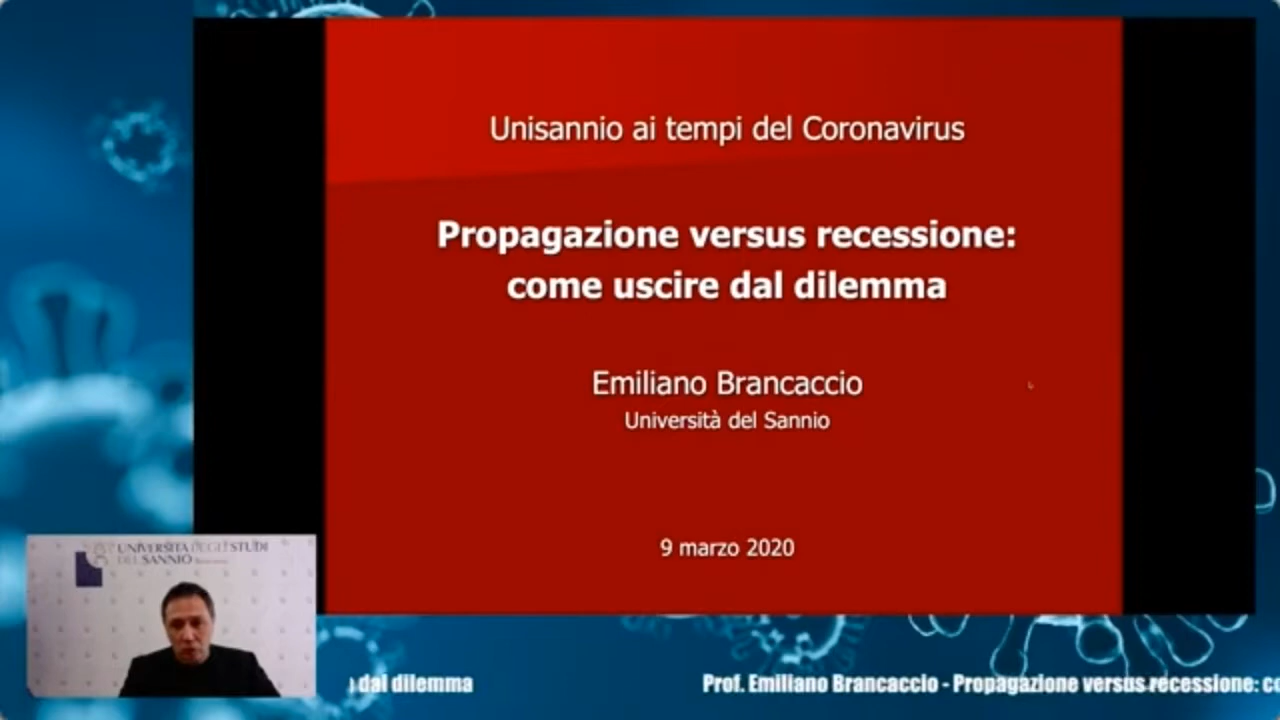 Unisannio ai tempi del Coronavirus
Propagazione versus recessione:
come uscire dal dilemma
Emiliano Brancaccio
Università del Sannio
9 marzo 2020
UNIVERSITÀ DEGLI STUDI
DEL SANNIO
dal dilemma
Prof. Emiliano Brancaccio - Propagazione versus recessione: co